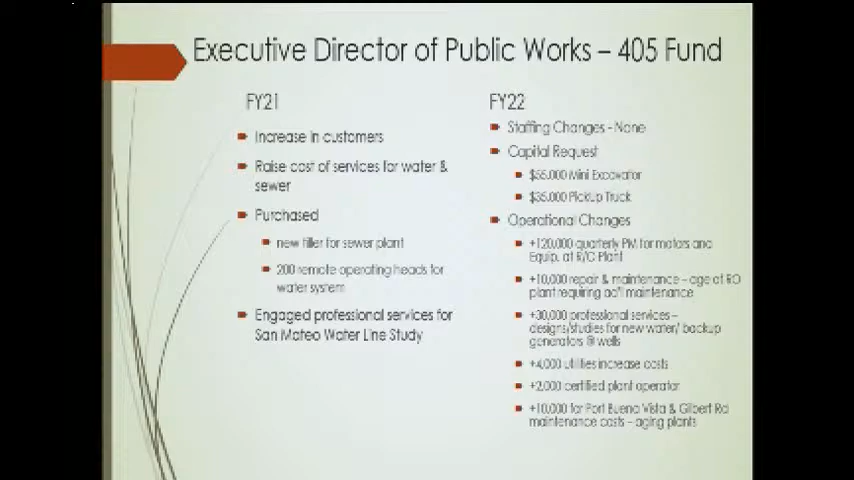 Executive Director of Public Works – 405 Fund
FY21
Increase in customers
Raise cost of services for water &
sewer
Purchased
new filler for sewer plant
200 remote operating heads for
water system
Engaged professional services for
San Mateo Water Line Study
FY22
Staffing Changes - None
Capital Request
$55,000 Mini Excavator
$35,000 Pickup Truck
Operational Changes
+120,000 quarterly PM for motors and
Equip. at R/O Plant
+10,000 repair & maintenance – age of RO
plant requiring add'l maintenance
+30,000 professional services –
designs/studies for new water/ backup
generators @ wells
+4,000 utilities increase costs
+2,000 certified plant operator
+10,000 for Port Buena Vista & Gilbert Rd
maintenance costs – aging plants